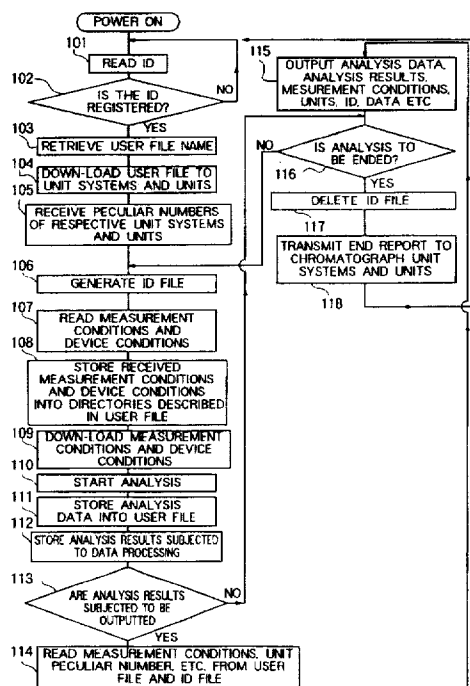 POWER ON
101
READ ID
102
IS THE ID
REGISTERED?
NO
YES
103
RETRIEVE USER FILE NAME
104
DOWN-LOAD USER FILE TO
UNIT SYSTEMS AND UNITS
105
RECEIVE PECULIAR NUMBERS
OF RESPECTIVE UNIT SYSTEMS
AND UNITS
106
GENERATE ID FILE
107
READ MEASUREMENT
CONDITIONS AND
DEVICE CONDITIONS
108
STORE RECEIVED
MEASUREMENT CONDITIONS
AND DEVICE CONDITIONS
INTO DIRECTORIES DESCRIBED
IN USER FILE
109
DOWN-LOAD MEASUREMENT
CONDITIONS AND DEVICE
CONDITIONS
110
START ANALYSIS
111
STORE ANALYSIS
DATA INTO USER FILE
112
STORE ANALYSIS RESULTS SUBJECTED
TO DATA PROCESSING
113
ARE ANALYSIS RESULTS
SUBJECTED TO BE
OUTPUTTED
NO
YES
114
READ MEASUREMENT CONDITIONS, UNIT
PECULIAR NUMBER, ETC. FROM USER
FILE AND ID FILE
115
OUTPUT ANALYSIS DATA,
ANALYSIS RESULTS,
MESUREMENT CONDITIONS,
UNITS, ID, DATA ETC
NO
IS ANALYSIS TO
BE ENDED?
116
YES
DELETE ID FILE
117
TRANSMIT END REPORT TO
CHROMATOGRAPH UNIT
SYSTEMS AND UNITS
118